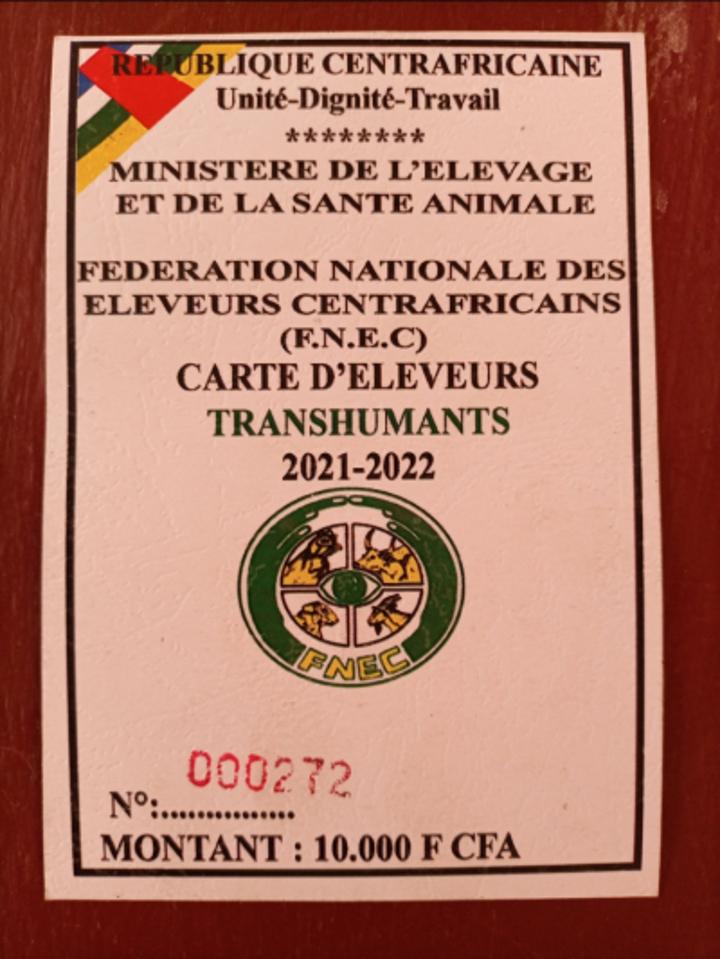 REPUBLIQUE CENTRAFRICAINE
Unité-Dignité-Travail
********
MINISTERE DE L'ELEVAGE
ET DE LA SANTE ANIMALE
FEDERATION NATIONALE DES
ELEVEURS CENTRAFRICAINS
(F.N.E.C)
CARTE D'ELEVEURS
TRANSHUMANTS
2021-2022
FNEC
000272
N°:...............
MONTANT : 10.000 F CFA